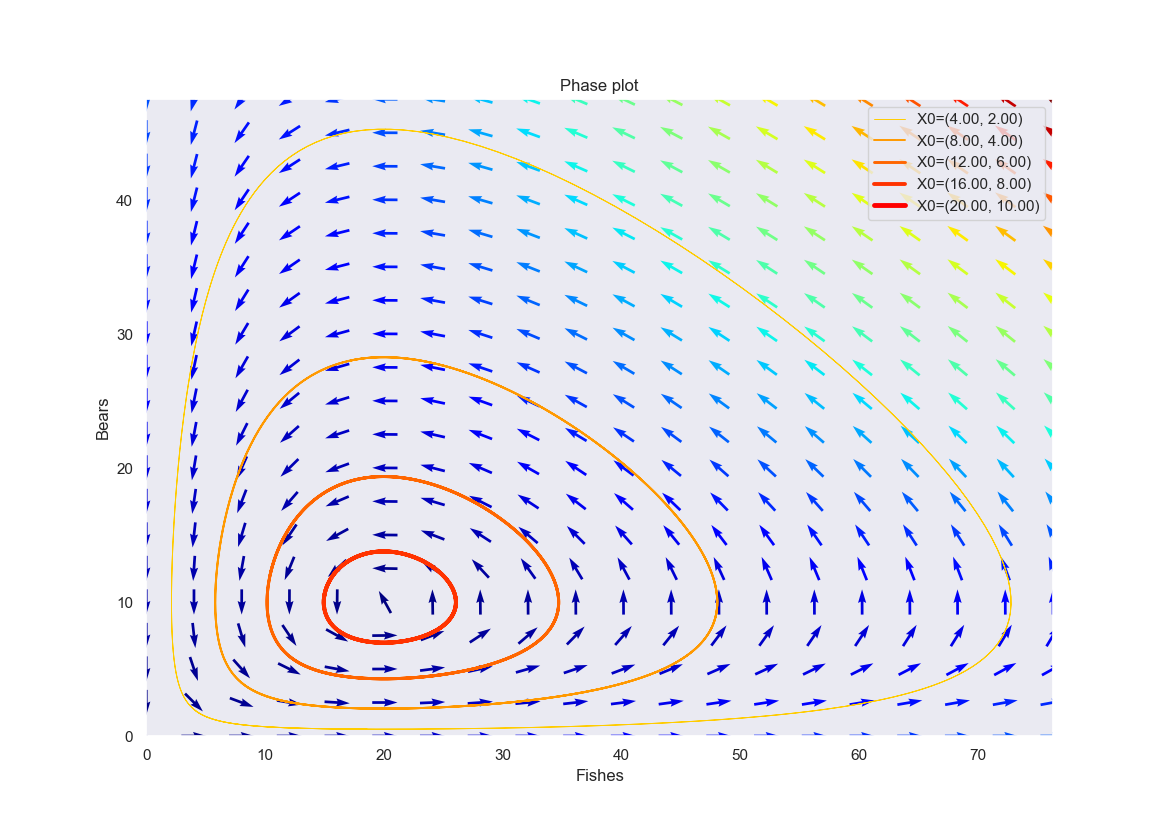 Phase plot
X0=(4.00, 2.00)
X0=(8.00, 4.00)
X0=(12.00, 6.00)
X0=(16.00, 8.00)
X0=(20.00, 10.00)
40
30
20
10
0
Bears
0 10 20 30 40 50 60 70
Fishes